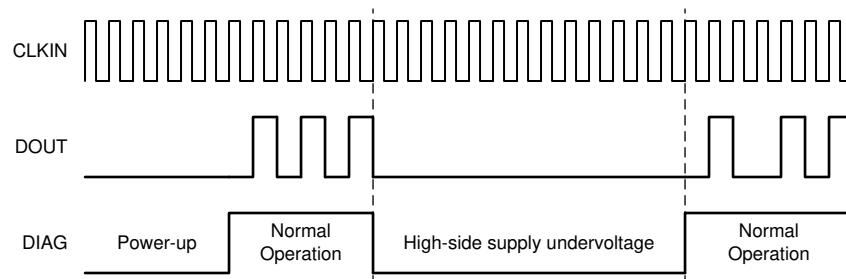 CLKIN
DOUT
DIAG
Power-up
Normal
Operation
High-side supply undervoltage
Normal
Operation